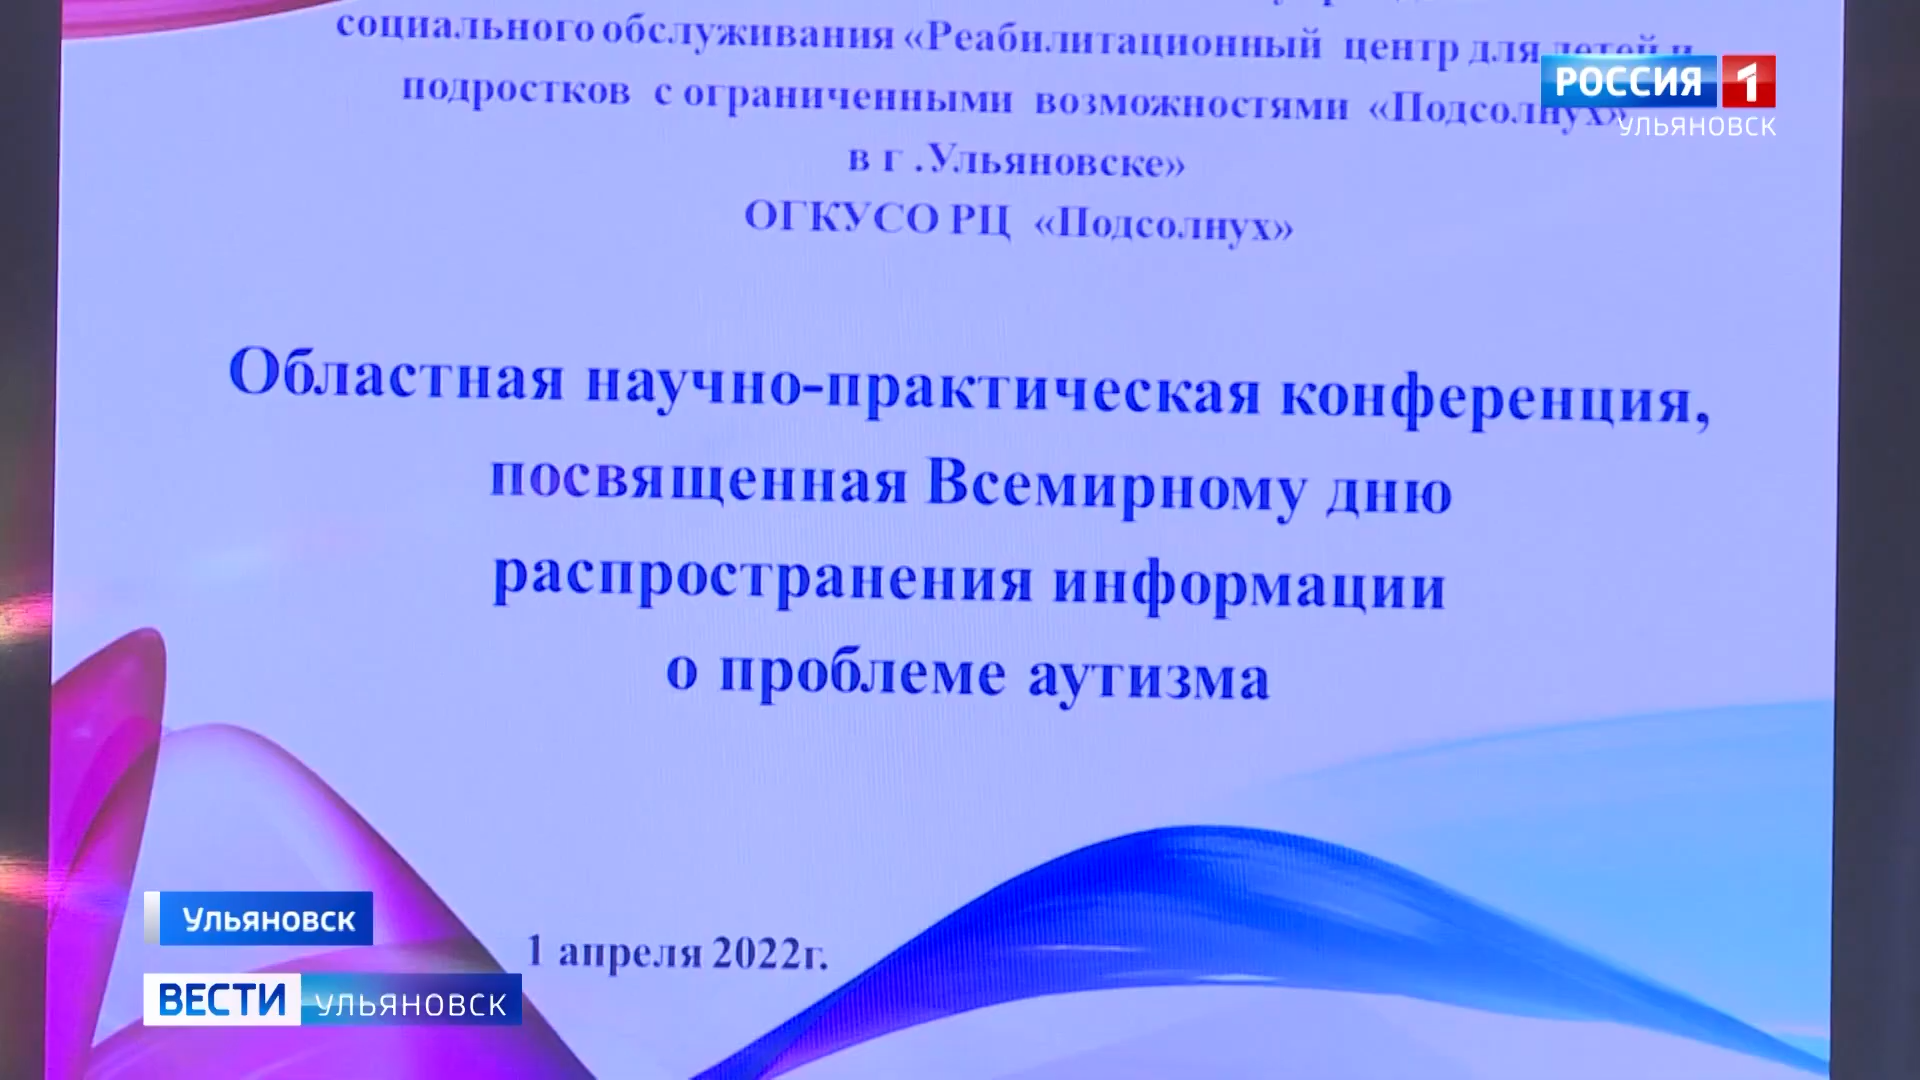 социального обслуживания «Реабилитационный центр для детей и
подростков с ограниченными возможностями «Подсолнух»
в г .Ульяновске»
ОГКУСО РЦ «Подсолнух»
РОССИЯ 1
УЛЬЯНОВСК
Областная научно-практическая конференция,
посвященная Всемирному дню
распространения информации
о проблеме аутизма
1 апреля 2022г.
Ульяновск
ВЕСТИ УЛЬЯНОВСК